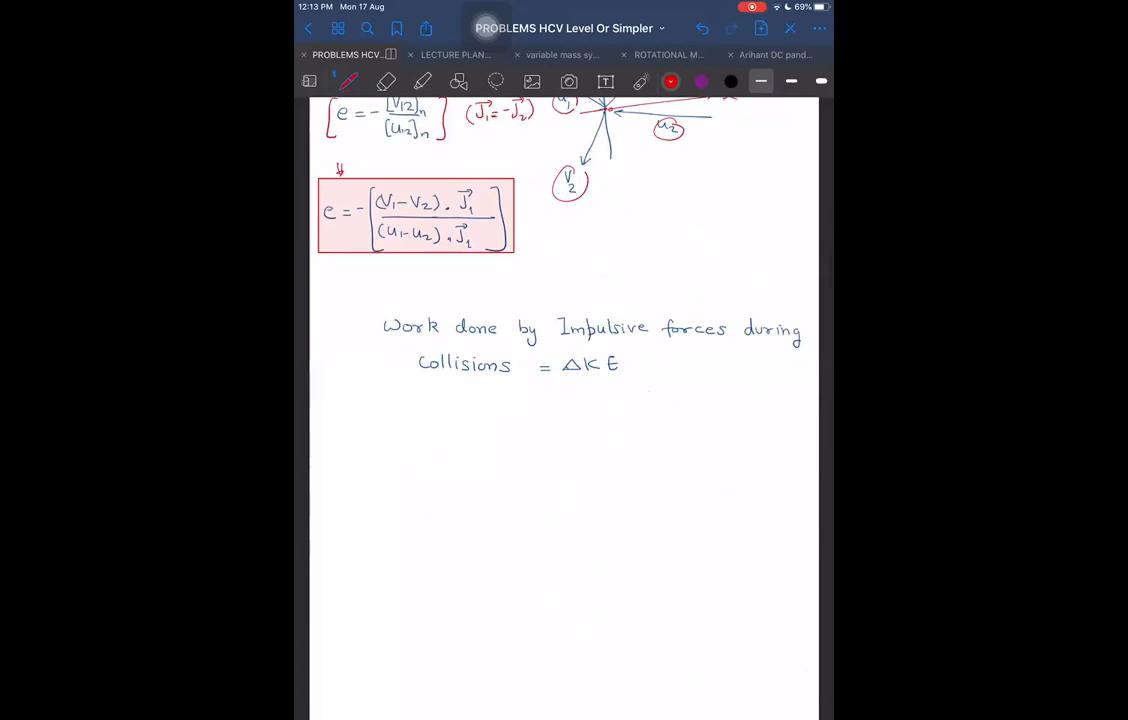 12:13 PM Mon 17 Aug
69%
PROBLEMS HCV Level Or Simpler
PROBLEMS HCV
LECTURE PLAN...
variable mass sy...
ROTATIONAL M...
Arihant DC pand...
e = - [V12]n / [u12]n
(J⃗1 = -J⃗2)
u1
u2
V2
e = - [ (V1-V2) . J⃗1 / (u1-u2) . J⃗1 ]
Work done by Impulsive forces during
Collisions = ΔKE